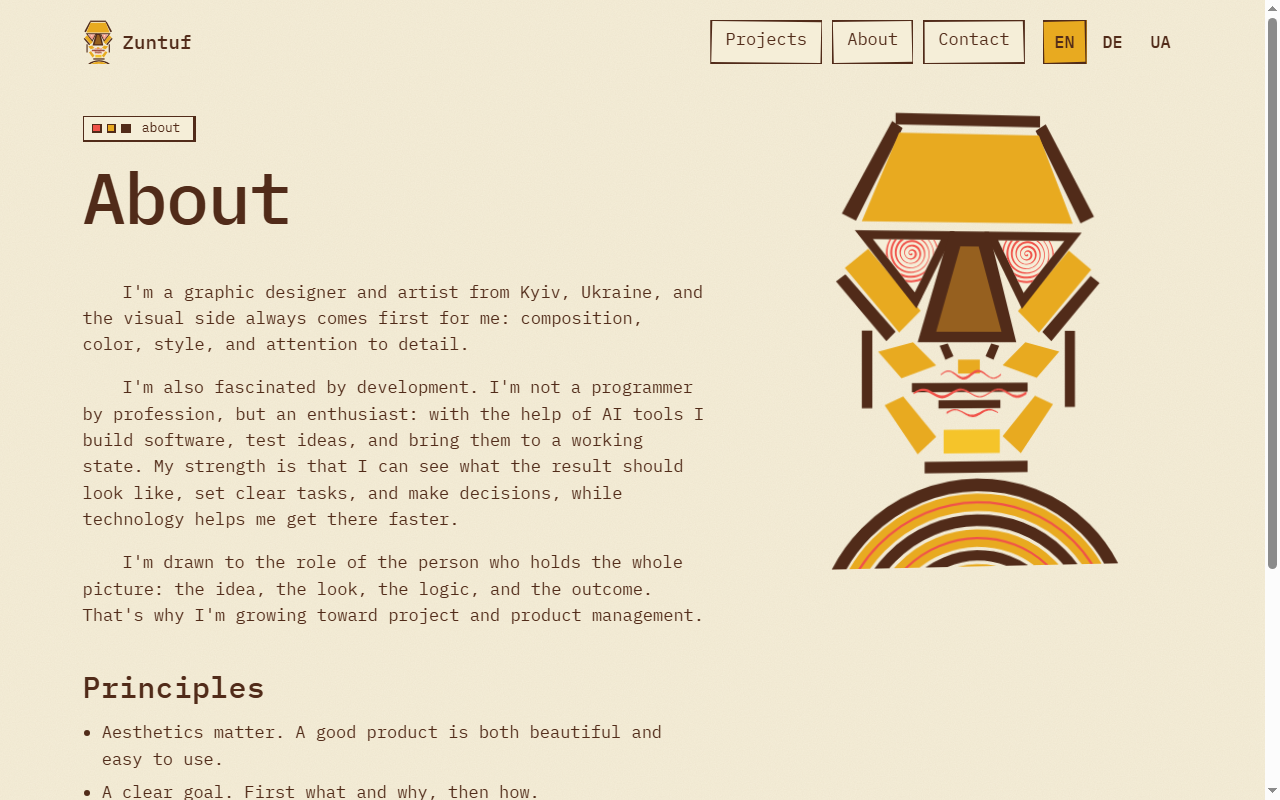 Zuntuf
Projects
About
Contact
EN
DE
UA
about
About
I'm a graphic designer and artist from Kyiv, Ukraine, and
the visual side always comes first for me: composition,
color, style, and attention to detail.
I'm also fascinated by development. I'm not a programmer
by profession, but an enthusiast: with the help of AI tools I
build software, test ideas, and bring them to a working
state. My strength is that I can see what the result should
look like, set clear tasks, and make decisions, while
technology helps me get there faster.
I'm drawn to the role of the person who holds the whole
picture: the idea, the look, the logic, and the outcome.
That's why I'm growing toward project and product management.
Principles
• Aesthetics matter. A good product is both beautiful and
easy to use.
• A clear goal. First what and why, then how.